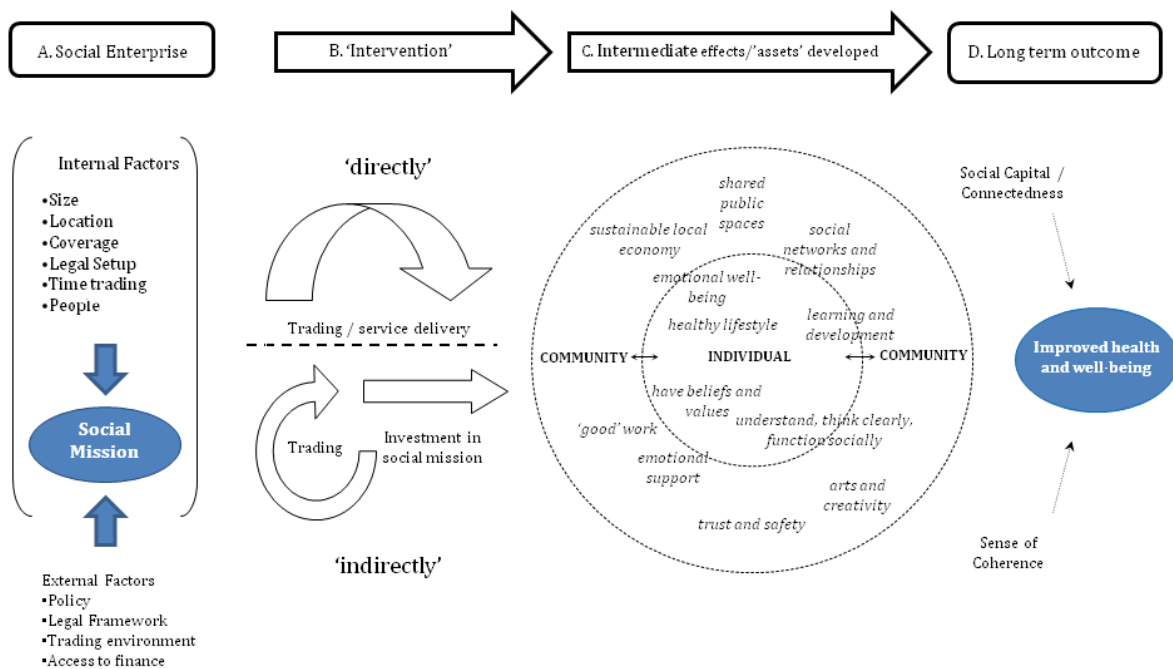 A. Social Enterprise
B. ‘Intervention’
C. Intermediate effects/’assets’ developed
D. Long term outcome
Internal Factors
•Size
•Location
•Coverage
•Legal Setup
•Time trading
•People
Social
Mission
External Factors
▪Policy
▪Legal Framework
▪Trading environment
▪Access to finance
‘directly’
Trading / service delivery
Trading
Investment in
social mission
‘indirectly’
shared
public
spaces
sustainable local
economy
social
networks and
relationships
emotional well-
being
healthy lifestyle
learning and
development
COMMUNITY
INDIVIDUAL
COMMUNITY
have beliefs and
values
‘good’ work
understand, think clearly,
function socially
emotional
support
arts and
creativity
trust and safety
Social Capital /
Connectedness
Improved health
and well-being
Sense of
Coherence